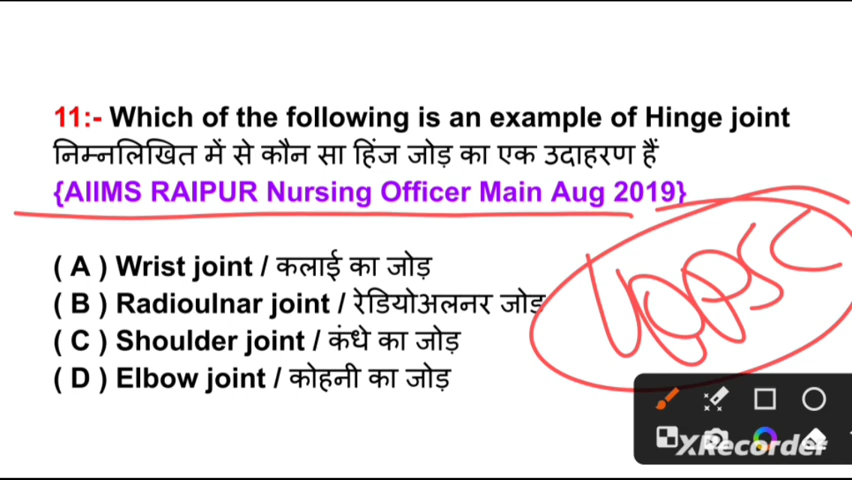 11:- Which of the following is an example of Hinge joint
निम्नलिखित में से कौन सा हिंज जोड़ का एक उदाहरण हैं
{AIIMS RAIPUR Nursing Officer Main Aug 2019}
( A ) Wrist joint / कलाई का जोड़
( B ) Radioulnar joint / रेडियोअलनर जोड़
( C ) Shoulder joint / कंधे का जोड़
( D ) Elbow joint / कोहनी का जोड़
XRecorder